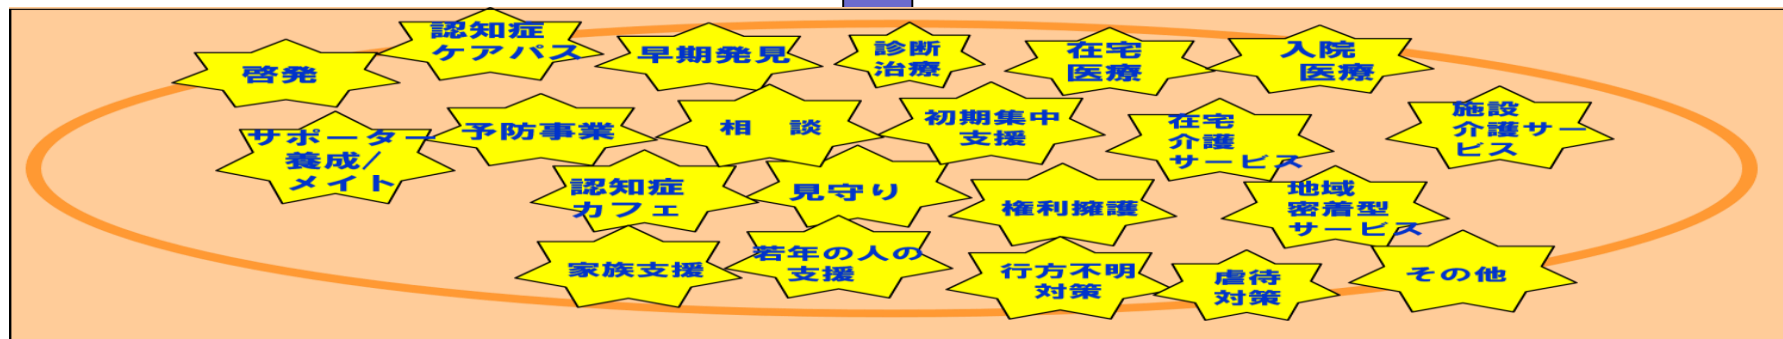 啓発
認知症
ケアパス
早期発見
診断
治療
在宅
医療
入院
医療
サポーター
養成/
メイト
予防事業
相　談
初期集中
支援
在宅
介護
サービス
施設
介護サー
ビス
認知症
カフェ
見守り
権利擁護
地域
密着型
サービス
家族支援
若年の人の
支援
行方不明
対策
虐待
対策
その他